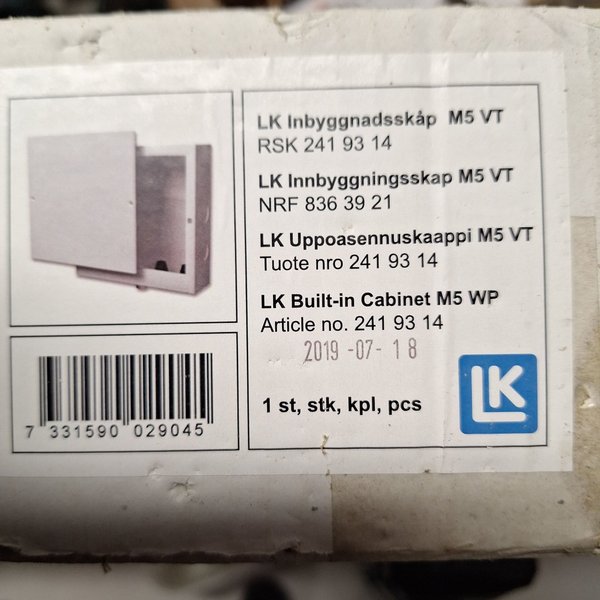 LK Inbyggnadsskåp M5 VT
RSK 241 93 14
LK Innbyggningsskap M5 VT
NRF 836 39 21
LK Uppoasennuskaappi M5 VT
Tuote nro 241 93 14
LK Built-in Cabinet M5 WP
Article no. 241 93 14
2019 -07- 18
1 st, stk, kpl, pcs
LK
7 331590 029045